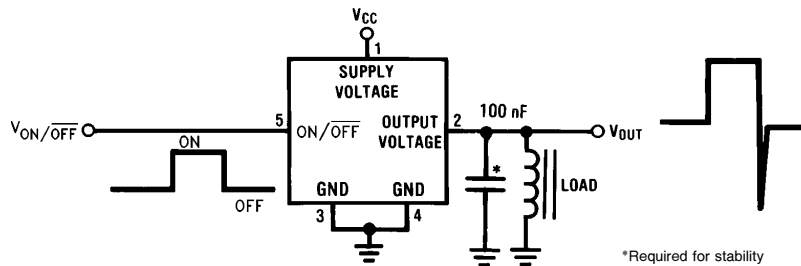 VCC
1
SUPPLY
VOLTAGE
VON/OFF
5
ON/OFF
OUTPUT
VOLTAGE
2
100 nF
VOUT
ON
OFF
*
LOAD
GND
GND
3
4
*Required for stability